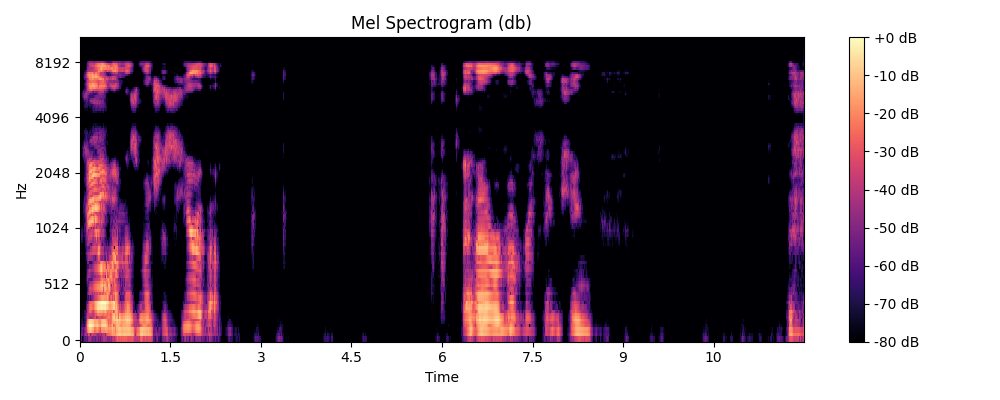 Mel Spectrogram (db)
8192
4096
2048
1024
512
0
Hz
0 1.5 3 4.5 6 7.5 9 10
Time
+0 dB
-10 dB
-20 dB
-30 dB
-40 dB
-50 dB
-60 dB
-70 dB
-80 dB